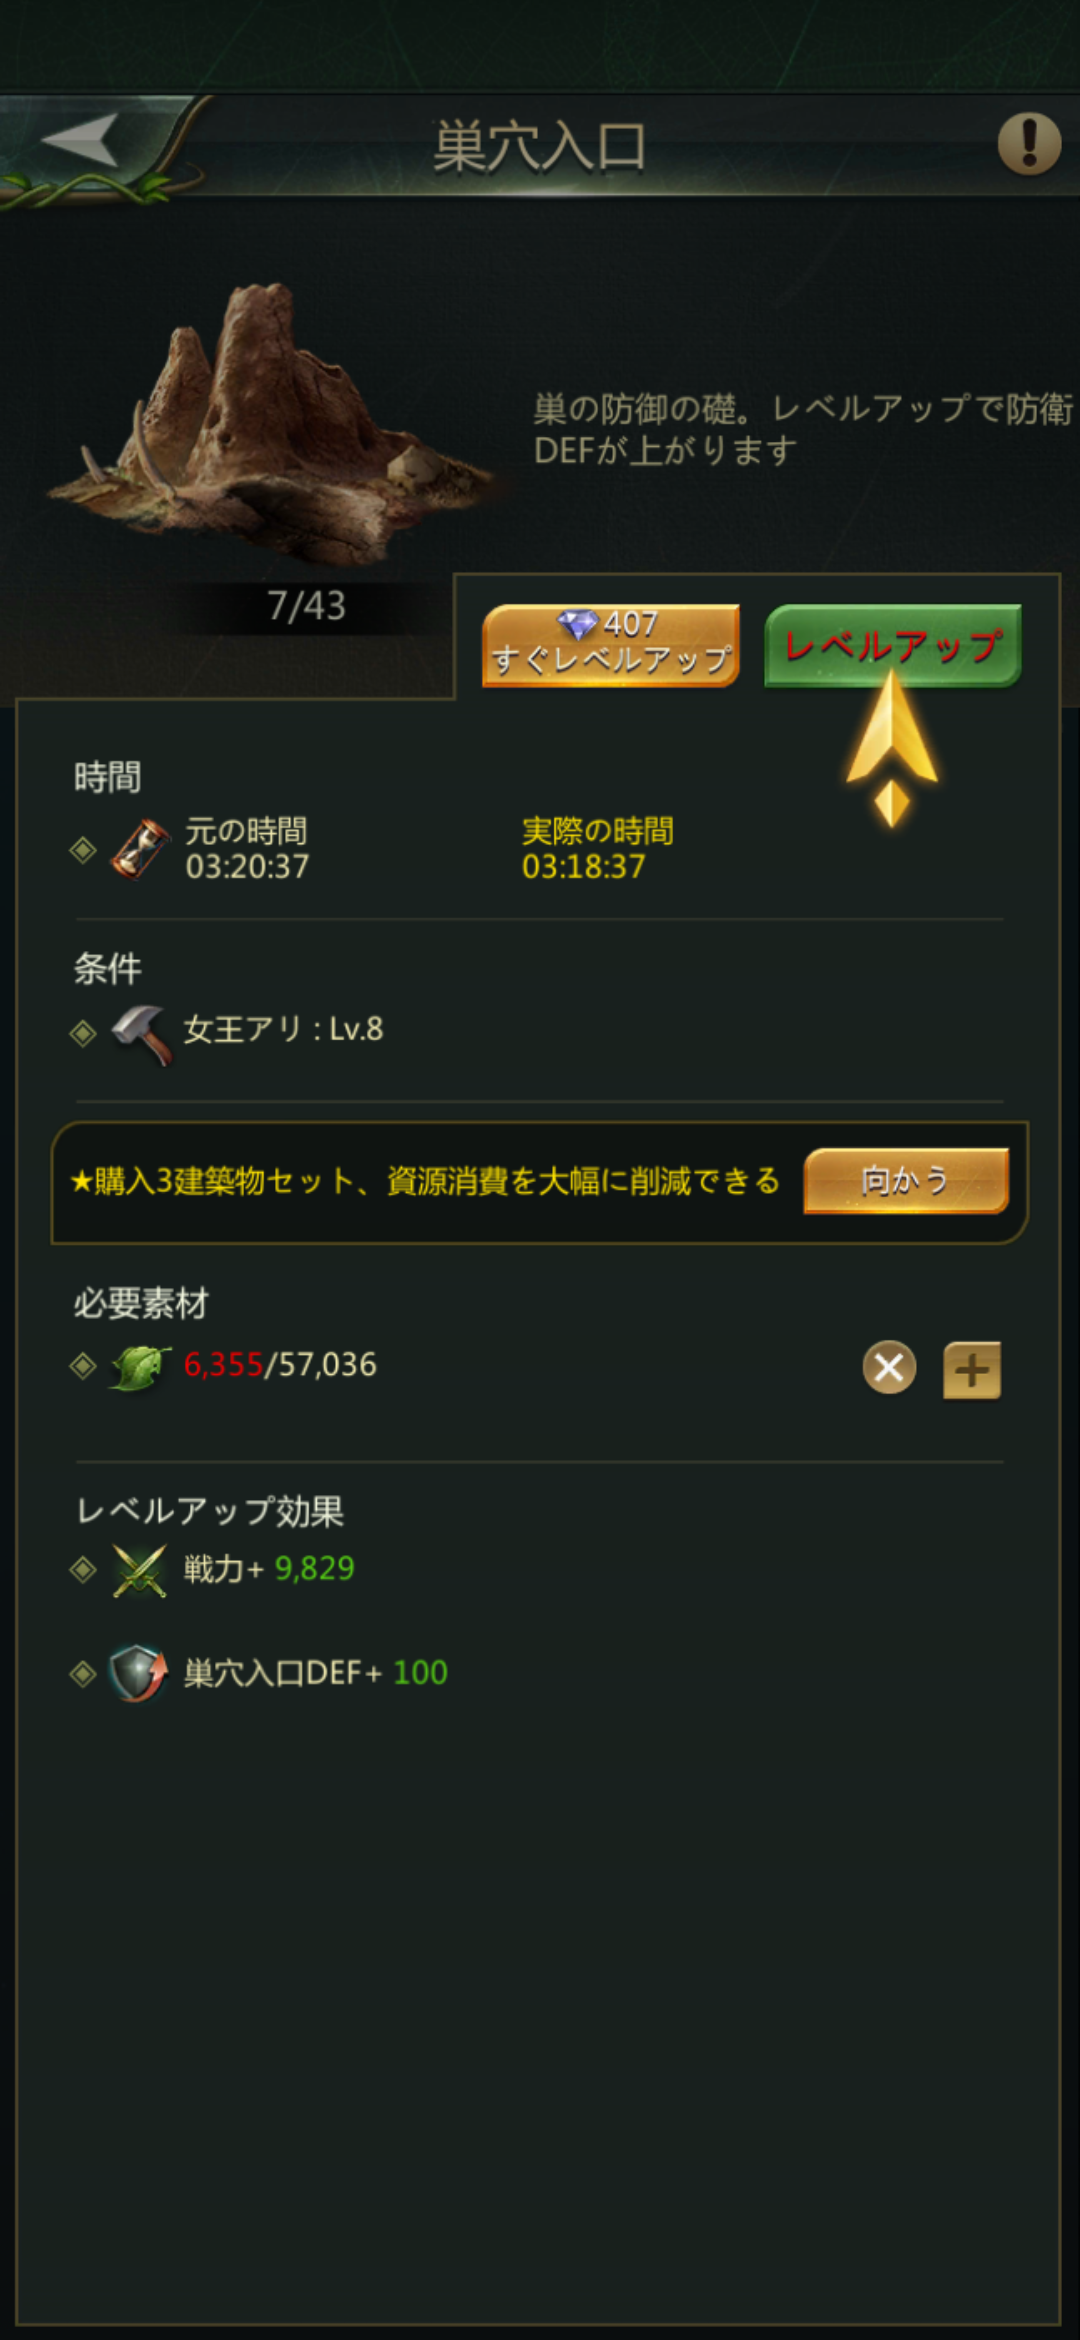 巣穴入口
巣の防御の礎。レベルアップで防衛
DEFが上がります
7/43
407
すぐレベルアップ
レベルアップ
時間
元の時間
03:20:37
実際の時間
03:18:37
条件
女王アリ : Lv.8
★購入3建築物セット、資源消費を大幅に削減できる
向かう
必要素材
6,355/57,036
レベルアップ効果
戦力+ 9,829
巣穴入口DEF+ 100